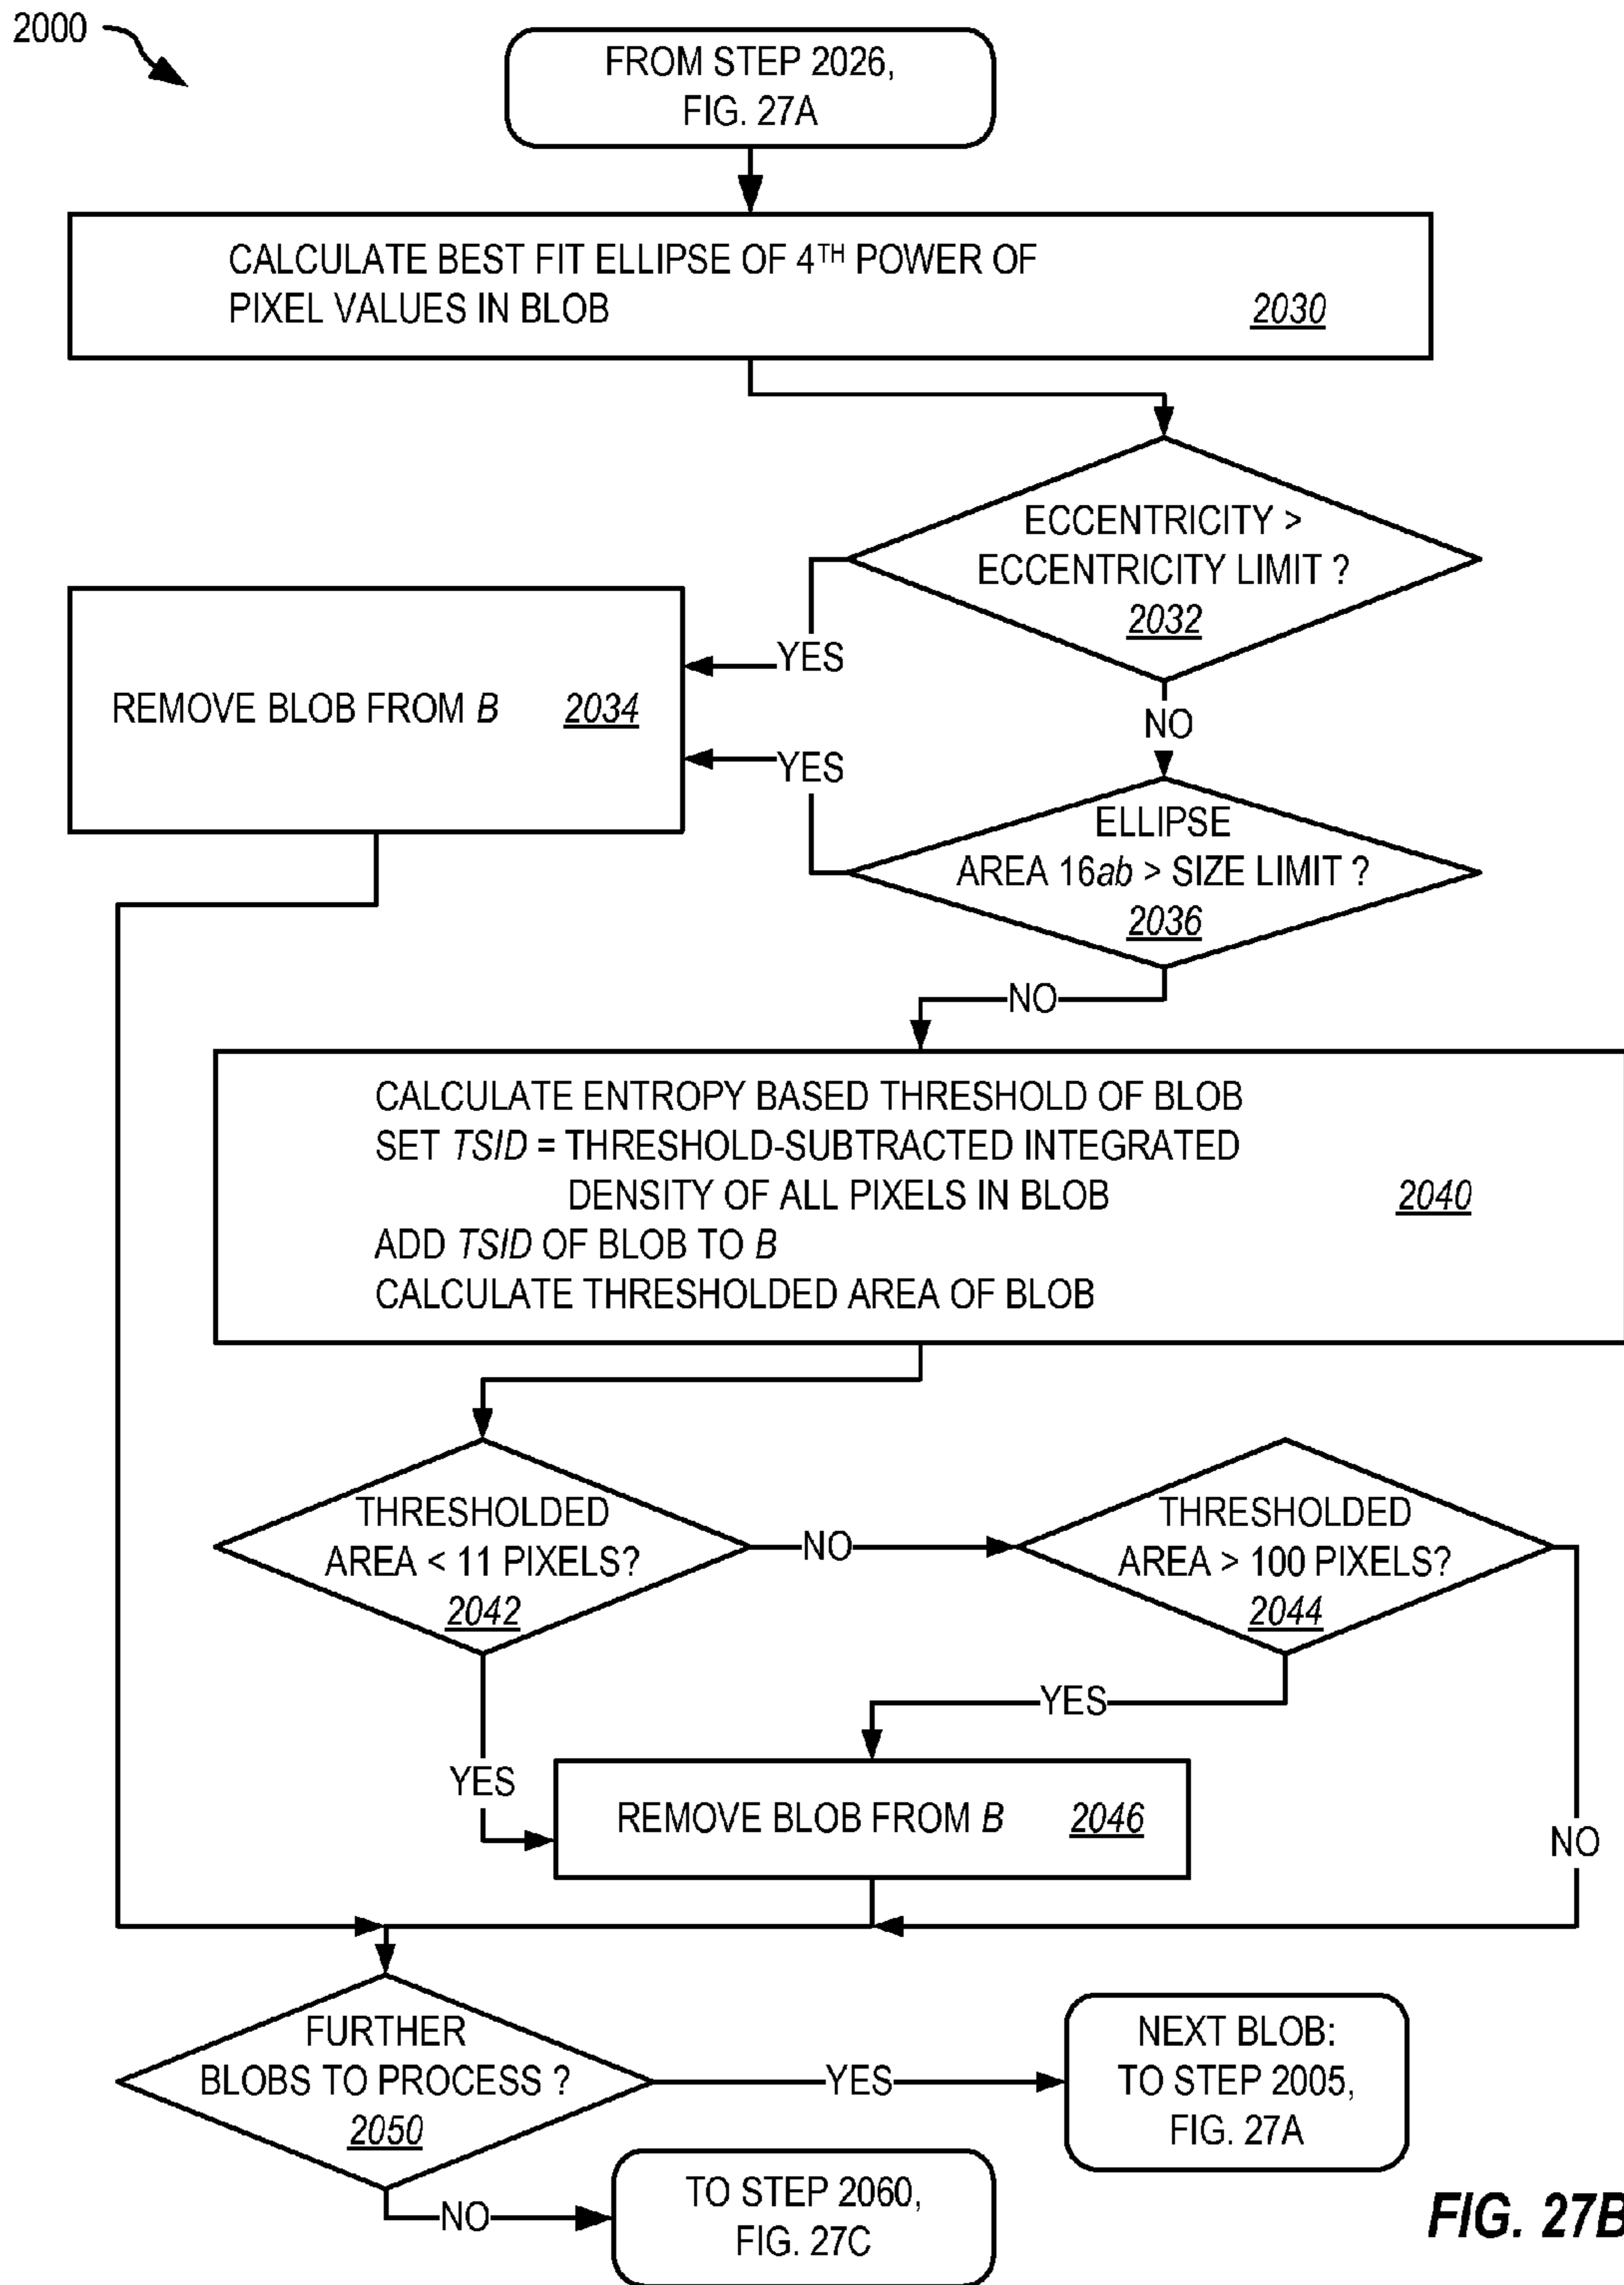 2000
FROM STEP 2026,
FIG. 27A
CALCULATE BEST FIT ELLIPSE OF 4TH POWER OF
PIXEL VALUES IN BLOB
2030
ECCENTRICITY >
ECCENTRICITY LIMIT ?
2032
YES
REMOVE BLOB FROM B 2034
NO
YES
ELLIPSE
AREA 16ab > SIZE LIMIT ?
2036
NO
CALCULATE ENTROPY BASED THRESHOLD OF BLOB
SET TSID = THRESHOLD-SUBTRACTED INTEGRATED
DENSITY OF ALL PIXELS IN BLOB
2040
ADD TSID OF BLOB TO B
CALCULATE THRESHOLDED AREA OF BLOB
THRESHOLDED
AREA < 11 PIXELS?
2042
NO
THRESHOLDED
AREA > 100 PIXELS?
2044
YES
YES
REMOVE BLOB FROM B 2046
NO
FURTHER
BLOBS TO PROCESS ?
2050
YES
NEXT BLOB:
TO STEP 2005,
FIG. 27A
NO
TO STEP 2060,
FIG. 27C
FIG. 27B